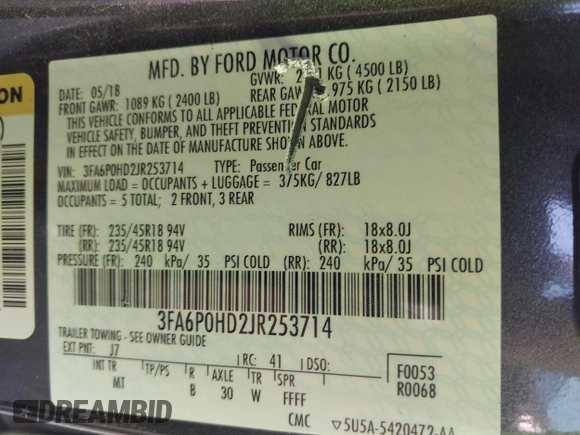 MFD. BY FORD MOTOR CO.
DATE: 05/18
GVWR: KG ( 4500 LB)
FRONT GAWR: 1089 KG ( 2400 LB)
REAR GAWR: 975 KG ( 2150 LB)
THIS VEHICLE CONFORMS TO ALL APPLICABLE FEDERAL MOTOR
VEHICLE SAFETY, BUMPER, AND THEFT PREVENTION STANDARDS
IN EFFECT ON THE DATE OF MANUFACTURE SHOWN ABOVE.
VIN: 3FA6P0HD2JR253714 TYPE: Passenger Car
MAXIMUM LOAD = OCCUPANTS + LUGGAGE = 375KG/ 827LB
OCCUPANTS = 5 TOTAL; 2 FRONT, 3 REAR
TIRE (FR): 235/45R18 94V RIMS (FR): 18x8.0J
(RR): 235/45R18 94V (RR): 18x8.0J
PRESSURE (FR): 240 kPa/ 35 PSI COLD (RR): 240 kPa/ 35 PSI COLD
3FA6P0HD2JR253714
TRAILER TOWING - SEE OWNER GUIDE
EXT PNT: J7 RC: 41 DSO:
F0053
R0068
INT TR TP/PS R AXLE TR SPR
MT B 30 W FFFF
CMC ▽5U5A-5420472-AA
ON
DREAMBID